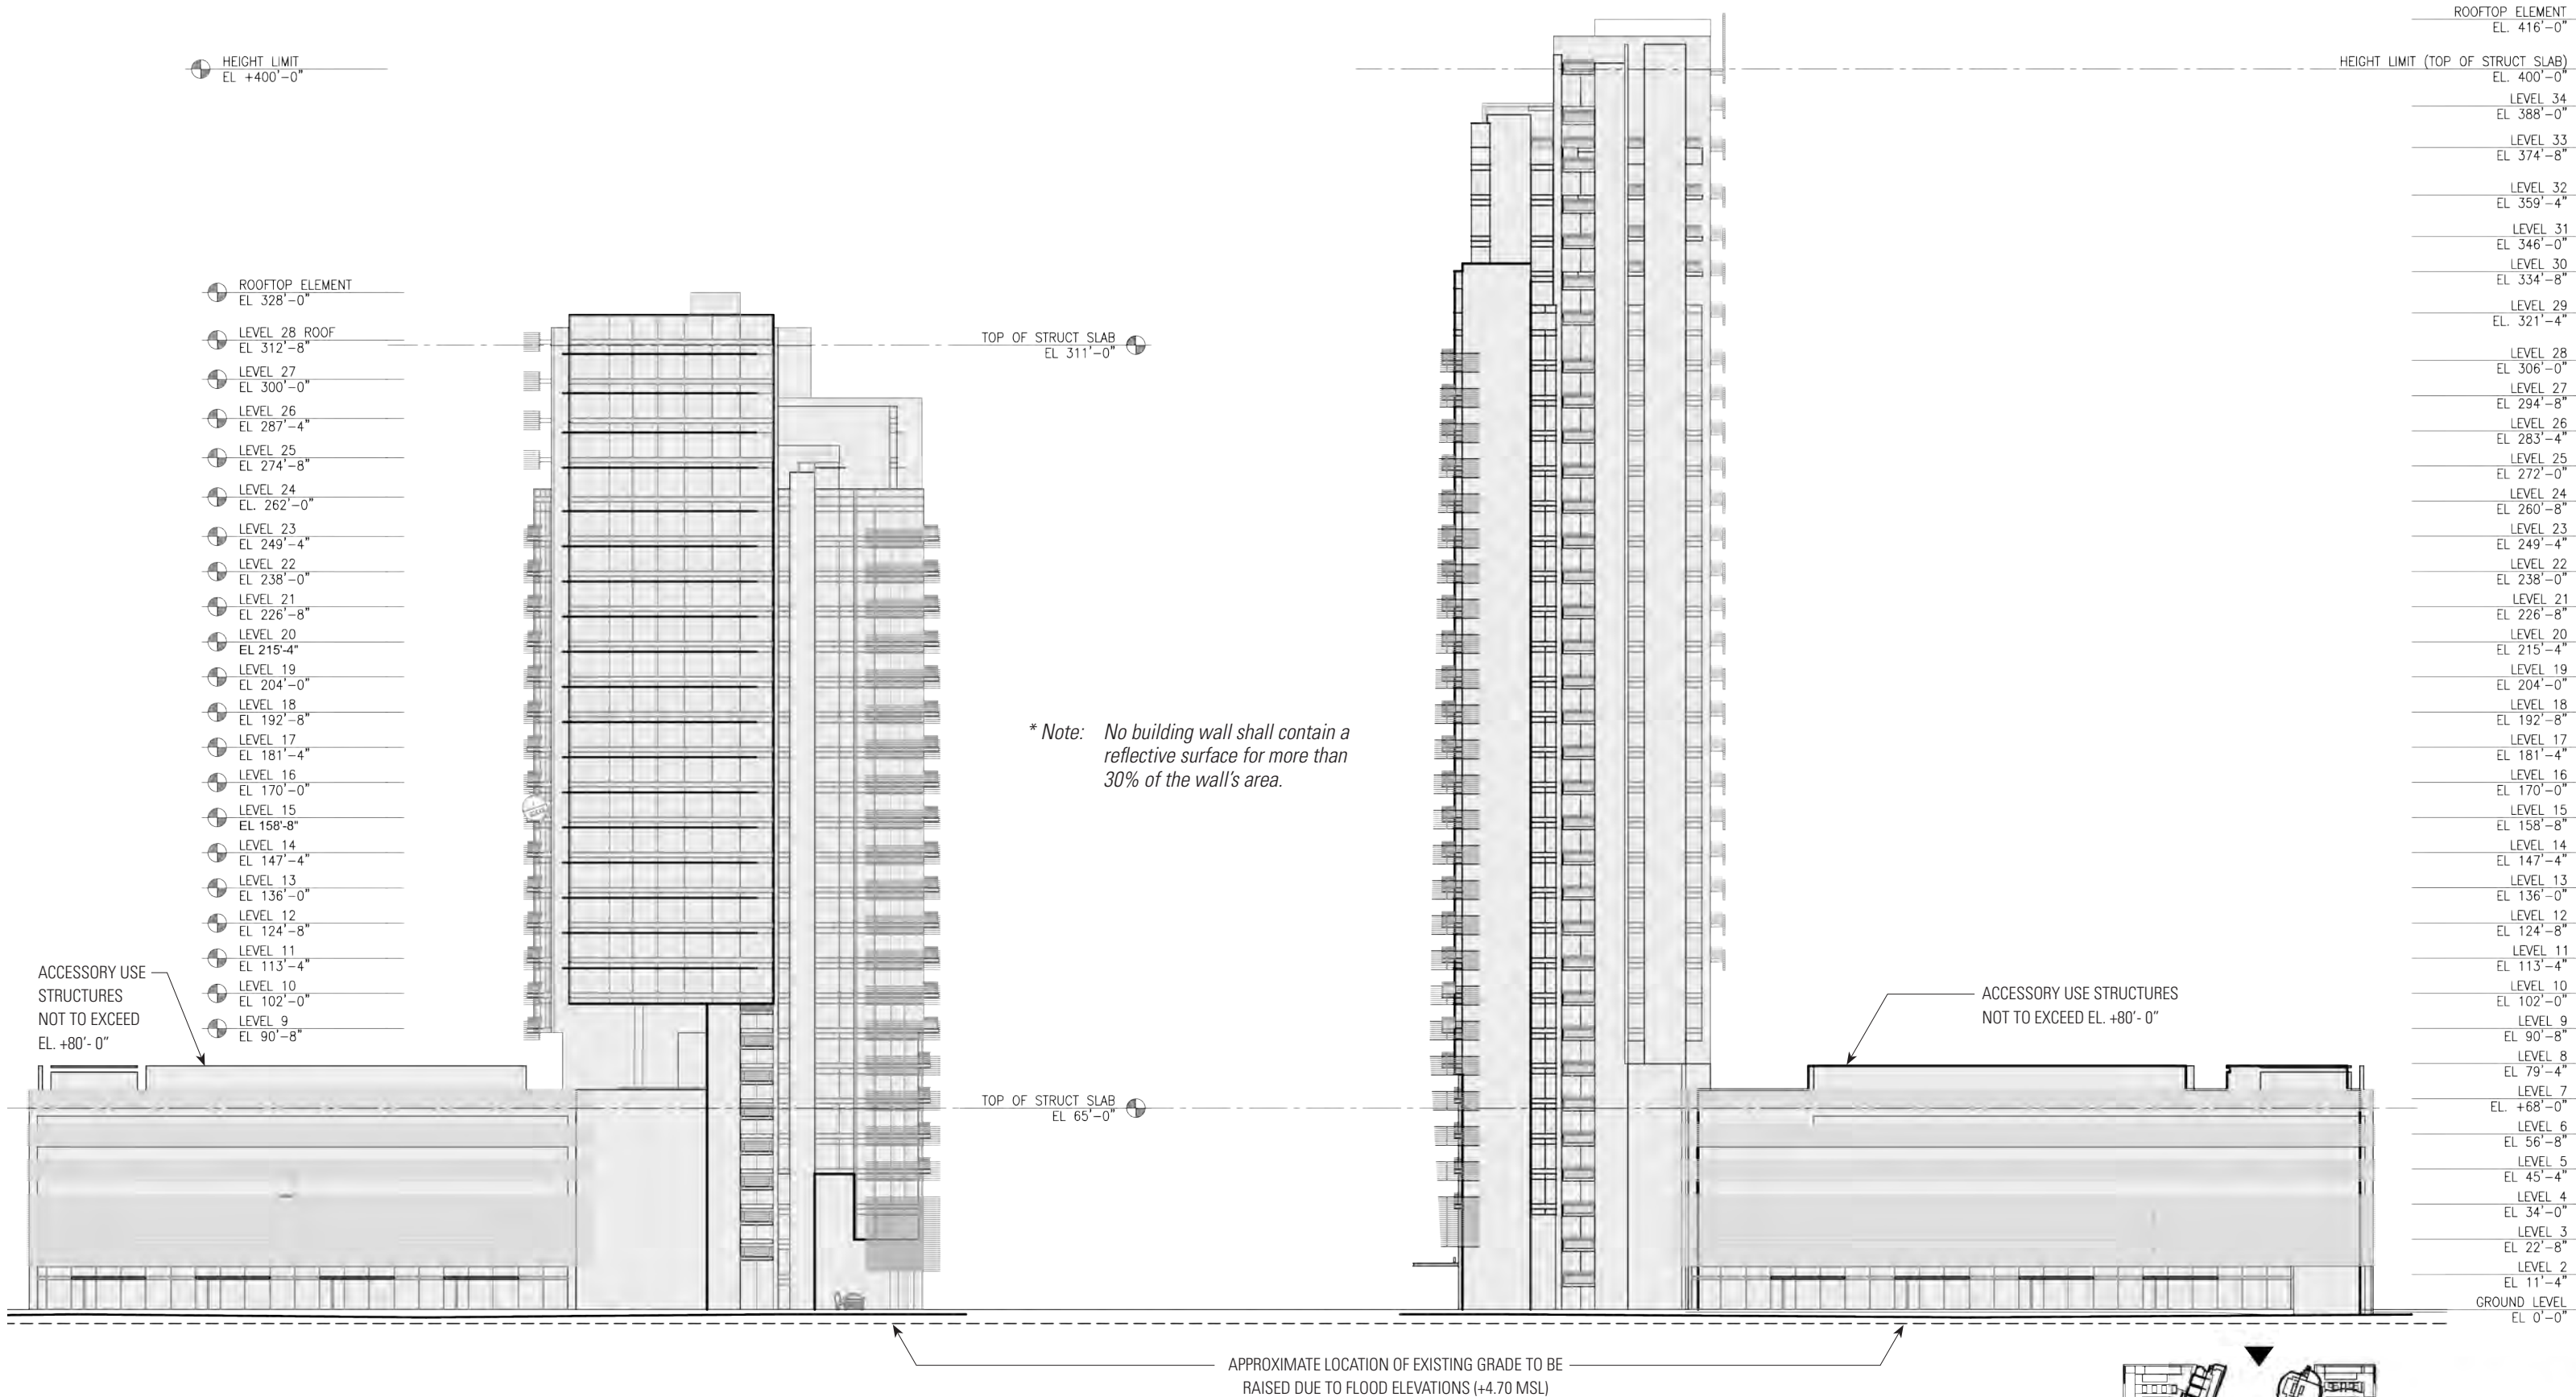 HEIGHT LIMIT
EL +400'-0"
ROOFTOP ELEMENT
EL 328'-0"
LEVEL 28 ROOF
EL 312'-8"
LEVEL 27
EL 300'-0"
LEVEL 26
EL 287'-4"
LEVEL 25
EL 274'-8"
LEVEL 24
EL. 262'-0"
LEVEL 23
EL 249'-4"
LEVEL 22
EL 238'-0"
LEVEL 21
EL 226'-8"
LEVEL 20
EL 215'-4"
LEVEL 19
EL 204'-0"
LEVEL 18
EL 192'-8"
LEVEL 17
EL 181'-4"
LEVEL 16
EL 170'-0"
LEVEL 15
EL 158'-8"
LEVEL 14
EL 147'-4"
LEVEL 13
EL 136'-0"
LEVEL 12
EL 124'-8"
LEVEL 11
EL 113'-4"
LEVEL 10
EL 102'-0"
LEVEL 9
EL 90'-8"
ACCESSORY USE
STRUCTURES
NOT TO EXCEED
EL. +80'- 0"
TOP OF STRUCT SLAB
EL 311'-0"
* Note: No building wall shall contain a
reflective surface for more than
30% of the wall's area.
TOP OF STRUCT SLAB
EL 65'-0"
ACCESSORY USE STRUCTURES
NOT TO EXCEED EL. +80'- 0"
ROOFTOP ELEMENT
EL. 416'-0"
HEIGHT LIMIT (TOP OF STRUCT SLAB)
EL. 400'-0"
LEVEL 34
EL 388'-0"
LEVEL 33
EL 374'-8"
LEVEL 32
EL 359'-4"
LEVEL 31
EL 346'-0"
LEVEL 30
EL 334'-8"
LEVEL 29
EL. 321'-4"
LEVEL 28
EL 306'-0"
LEVEL 27
EL 294'-8"
LEVEL 26
EL 283'-4"
LEVEL 25
EL 272'-0"
LEVEL 24
EL 260'-8"
LEVEL 23
EL 249'-4"
LEVEL 22
EL 238'-0"
LEVEL 21
EL 226'-8"
LEVEL 20
EL 215'-4"
LEVEL 19
EL 204'-0"
LEVEL 18
EL 192'-8"
LEVEL 17
EL 181'-4"
LEVEL 16
EL 170'-0"
LEVEL 15
EL 158'-8"
LEVEL 14
EL 147'-4"
LEVEL 13
EL 136'-0"
LEVEL 12
EL 124'-8"
LEVEL 11
EL 113'-4"
LEVEL 10
EL 102'-0"
LEVEL 9
EL 90'-8"
LEVEL 8
EL 79'-4"
LEVEL 7
EL. +68'-0"
LEVEL 6
EL 56'-8"
LEVEL 5
EL 45'-4"
LEVEL 4
EL 34'-0"
LEVEL 3
EL 22'-8"
LEVEL 2
EL 11'-4"
GROUND LEVEL
EL 0'-0"
APPROXIMATE LOCATION OF EXISTING GRADE TO BE
RAISED DUE TO FLOOD ELEVATIONS (+4.70 MSL)